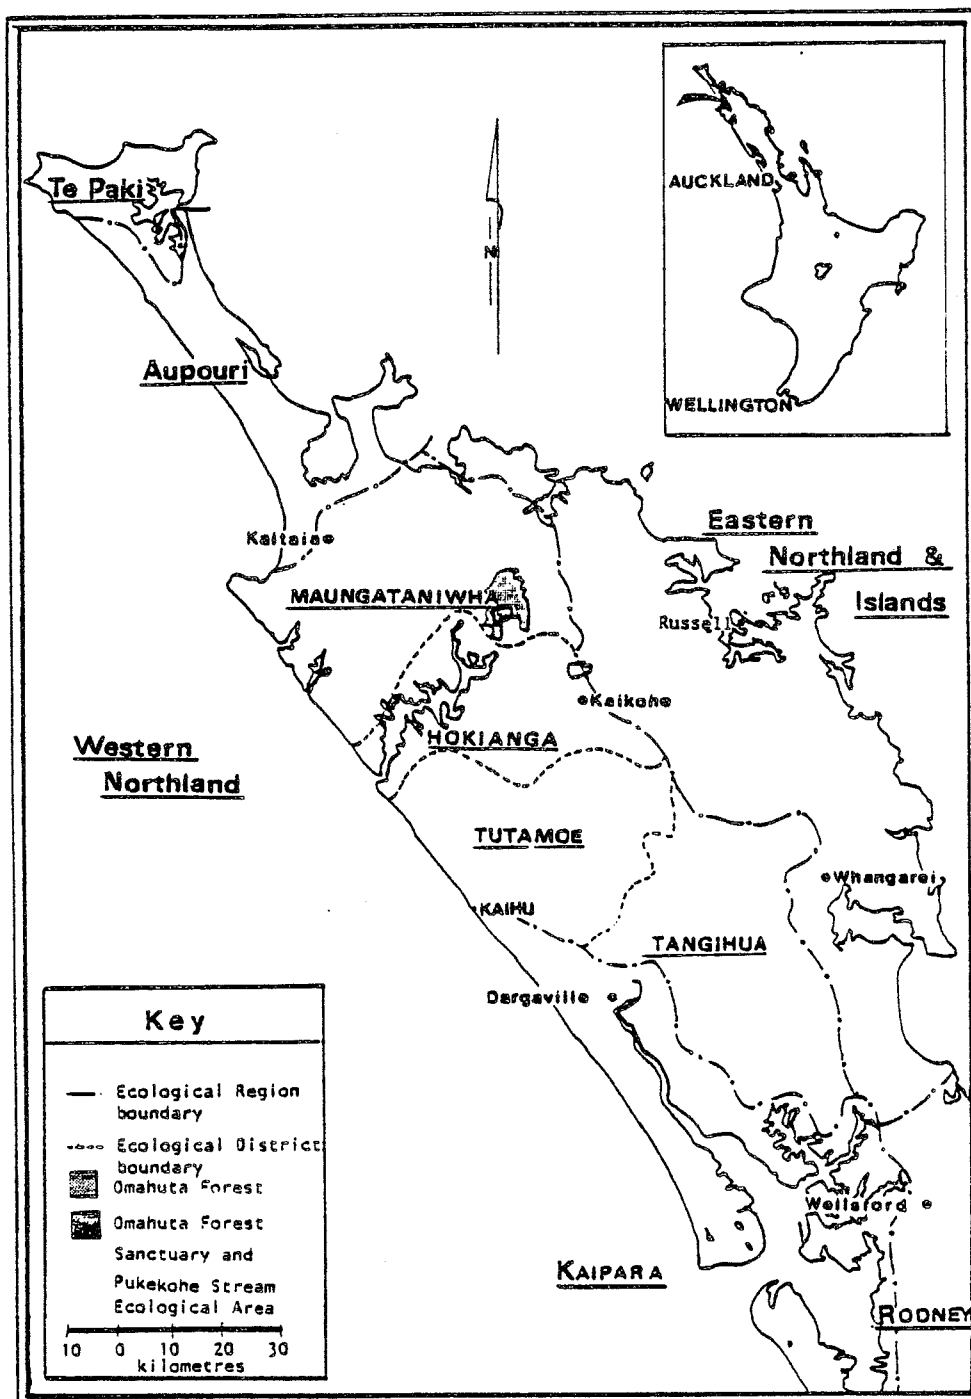 AUCKLAND
WELLINGTON
Te Paki
N
Aupouri
Kaitaia
MAUNGATANIWHA
Eastern
Northland &
Islands
Russell
Kaikohe
HOKIANGA
Western
Northland
TUTAMOE
Whangarei
KAIHU
TANGIHUA
Dargaville
Wellsford
KAIPARA
RODNEY
Key
Ecological Region
boundary
Ecological District
boundary
Omahuta Forest
Omahuta Forest
Sanctuary and
Pukekohe Stream
Ecological Area
10 0 10 20 30
kilometres